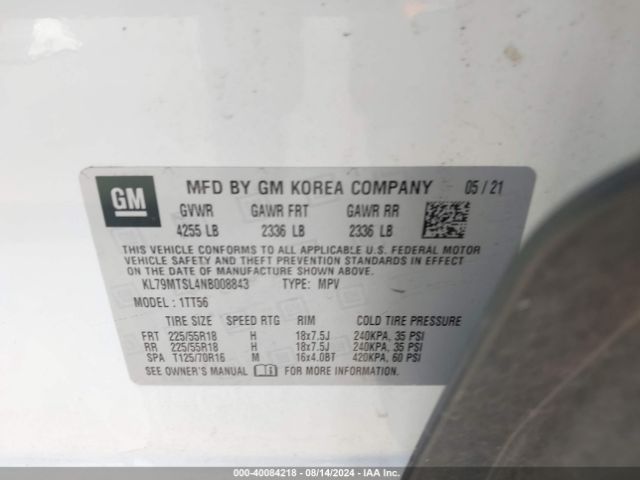 GM
MFD BY GM KOREA COMPANY 05 / 21
GVWR GAWR FRT GAWR RR
4255 LB 2336 LB 2336 LB
THIS VEHICLE CONFORMS TO ALL APPLICABLE U.S. FEDERAL MOTOR
VEHICLE SAFETY AND THEFT PREVENTION STANDARDS IN EFFECT ON
THE DATE OF MANUFACTURE SHOWN ABOVE.
KL79MTSL4NB008843 TYPE: MPV
MODEL : 1TT56
TIRE SIZE SPEED RTG RIM COLD TIRE PRESSURE
FRT 225/55R18 H 18x7.5J 240KPA, 35 PSI
RR 225/55R18 H 18x7.5J 240KPA, 35 PSI
SPA T125/70R16 M 16x4.0BT 420KPA, 60 PSI
SEE OWNER'S MANUAL FOR MORE INFORMATION.
000-40084218 - 08/14/2024 - IAA Inc.